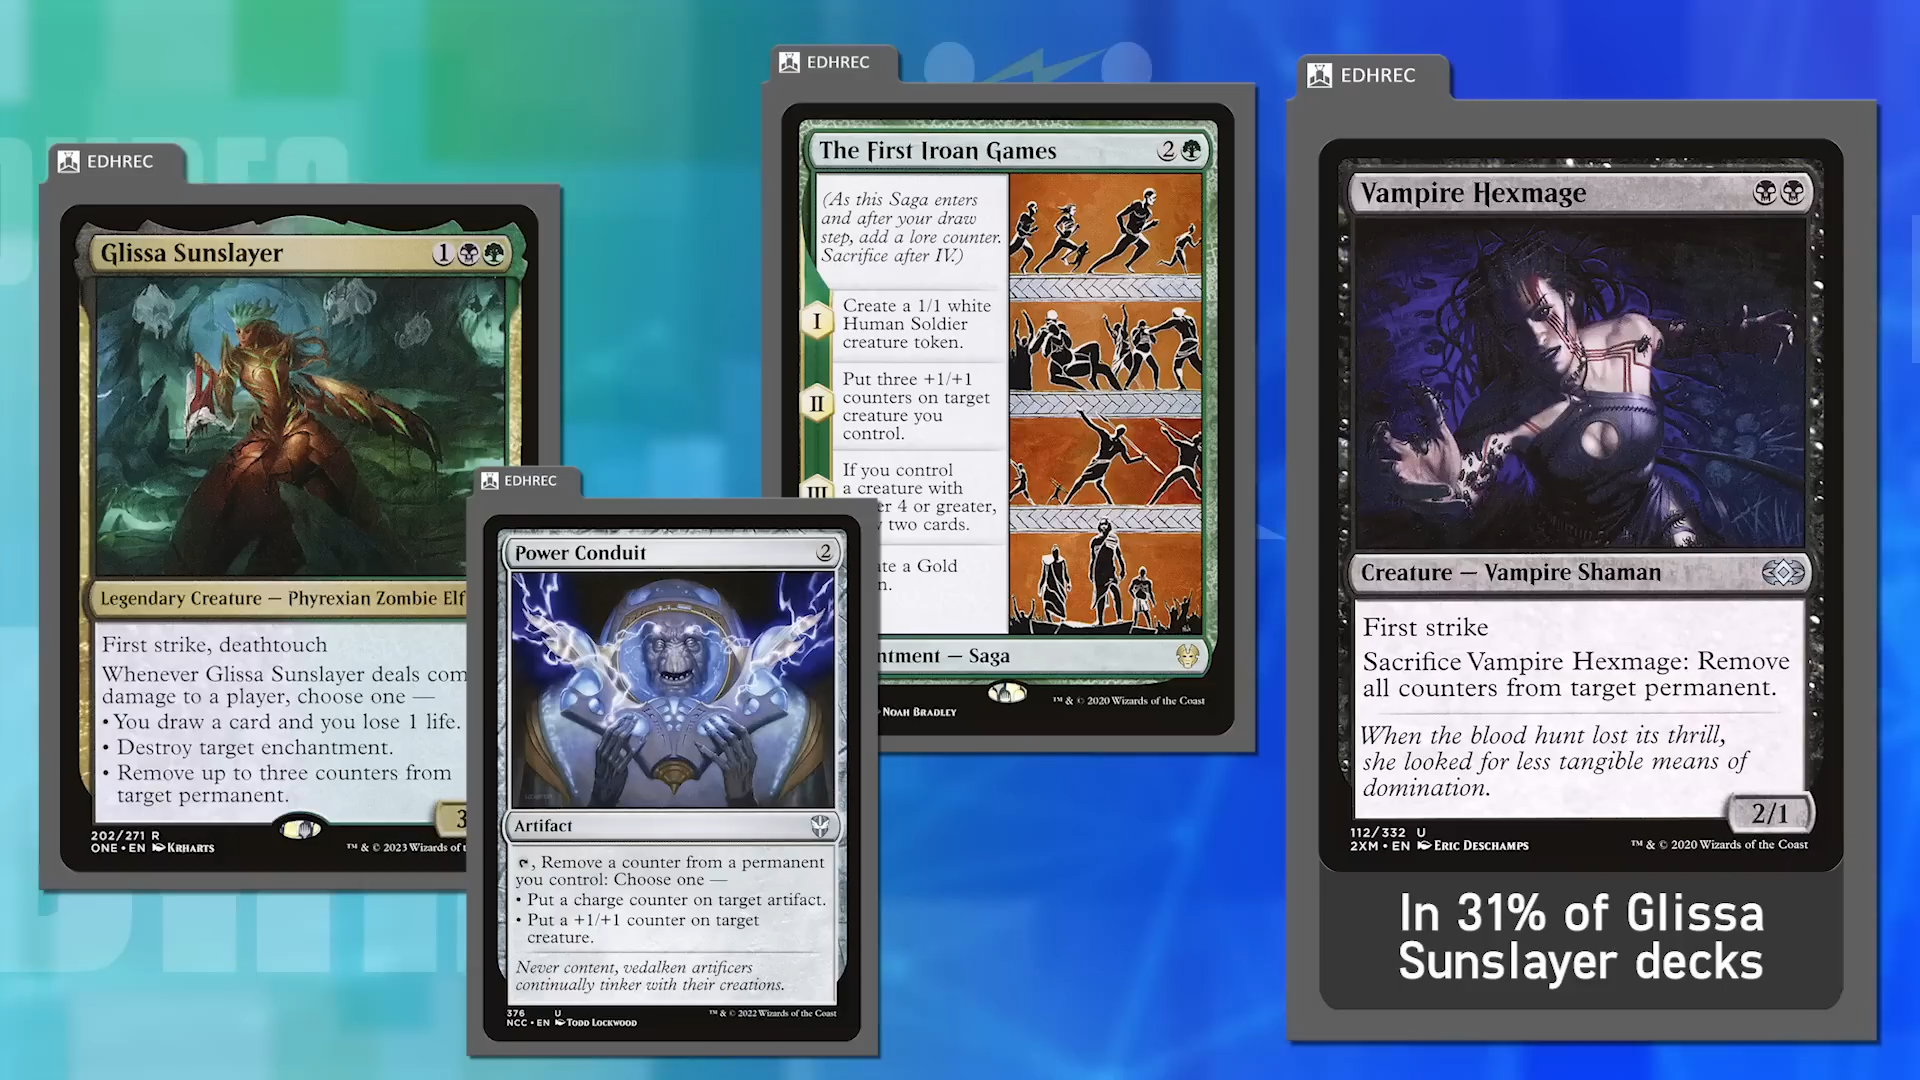 EDHREC
Glissa Sunslayer
1
Legendary Creature — Phyrexian Zombie Elf
First strike, deathtouch
Whenever Glissa Sunslayer deals com
damage to a player, choose one —
• You draw a card and you lose 1 life.
• Destroy target enchantment.
• Remove up to three counters from
target permanent.
3
202/271 R
ONE • EN KRHARTS
™ & © 2023 Wizards of t
EDHREC
Power Conduit
2
Artifact
, Remove a counter from a permanent
you control: Choose one —
• Put a charge counter on target artifact.
• Put a +1/+1 counter on target
creature.
Never content, vedalken artificers
continually tinker with their creations.
376 U
NCC • EN TODD LOCKWOOD
™ & © 2022 Wizards of the Coast
EDHREC
The First Iroan Games
2
(As this Saga enters
and after your draw
step, add a lore counter.
Sacrifice after IV.)
I
Create a 1/1 white
Human Soldier
creature token.
II
Put three +1/+1
counters on target
creature you
control.
III
If you control
a creature with
er 4 or greater,
two cards.
te a Gold
n.
ntment — Saga
NOAH BRADLEY
™ & © 2020 Wizards of the Coast
EDHREC
Vampire Hexmage
Creature — Vampire Shaman
First strike
Sacrifice Vampire Hexmage: Remove
all counters from target permanent.
When the blood hunt lost its thrill,
she looked for less tangible means of
domination.
2/1
112/332 U
2XM • EN ERIC DESCHAMPS
™ & © 2020 Wizards of the Coast
In 31% of Glissa
Sunslayer decks